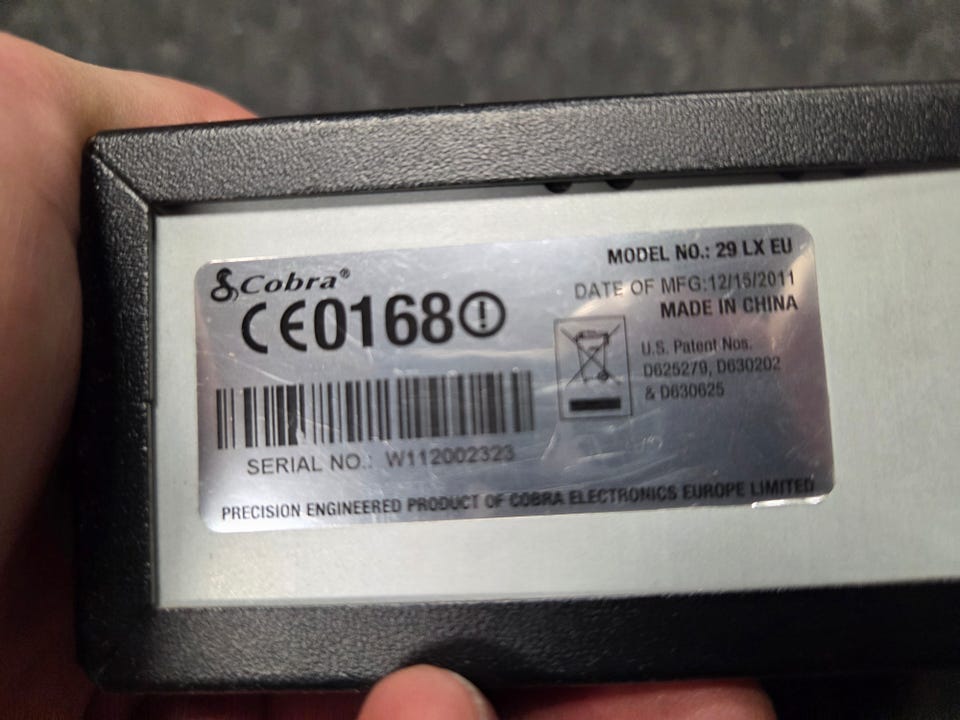 Cobra®
CE0168
MODEL NO.: 29 LX EU
DATE OF MFG:12/15/2011
MADE IN CHINA
U.S. Patent Nos.
D625279, D630202
& D630625
SERIAL NO.: W112002323
PRECISION ENGINEERED PRODUCT OF COBRA ELECTRONICS EUROPE LIMITED